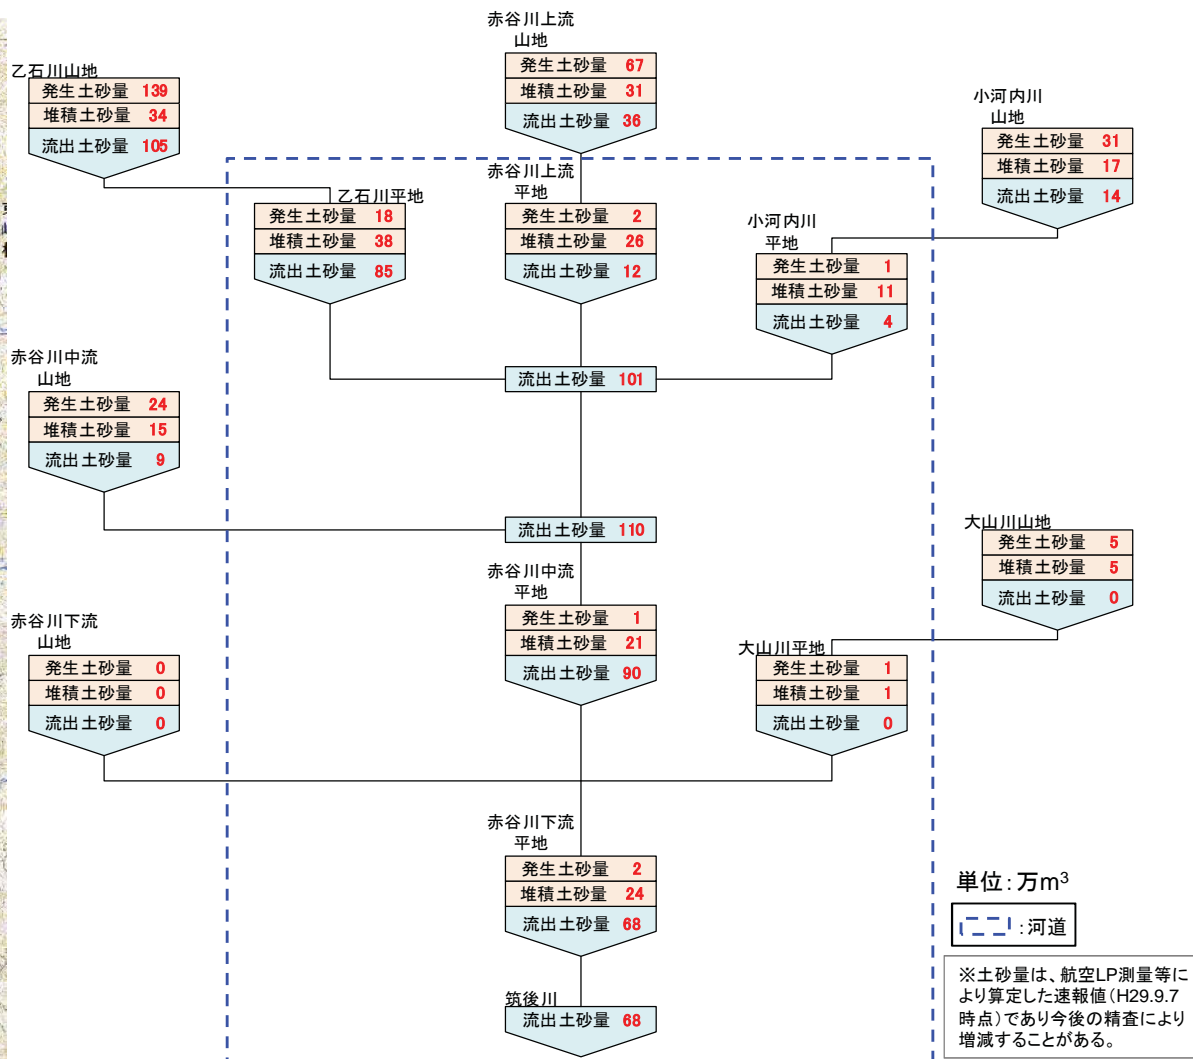 赤谷川上流
山地
発生土砂量 67
堆積土砂量 31
流出土砂量 36
乙石川山地
発生土砂量 139
堆積土砂量 34
流出土砂量 105
小河内川
山地
発生土砂量 31
堆積土砂量 17
流出土砂量 14
乙石川平地
発生土砂量 18
堆積土砂量 38
流出土砂量 85
赤谷川上流
平地
発生土砂量 2
堆積土砂量 26
流出土砂量 12
小河内川
平地
発生土砂量 1
堆積土砂量 11
流出土砂量 4
流出土砂量 101
赤谷川中流
山地
発生土砂量 24
堆積土砂量 15
流出土砂量 9
流出土砂量 110
大山川山地
発生土砂量 5
堆積土砂量 5
流出土砂量 0
赤谷川中流
平地
発生土砂量 1
堆積土砂量 21
流出土砂量 90
赤谷川下流
山地
発生土砂量 0
堆積土砂量 0
流出土砂量 0
大山川平地
発生土砂量 1
堆積土砂量 1
流出土砂量 0
赤谷川下流
平地
発生土砂量 2
堆積土砂量 24
流出土砂量 68
筑後川
流出土砂量 68
単位：万m³
：河道
※土砂量は、航空LP測量等に
より算定した速報値（H29.9.7
時点）であり今後の精査により
増減することがある。